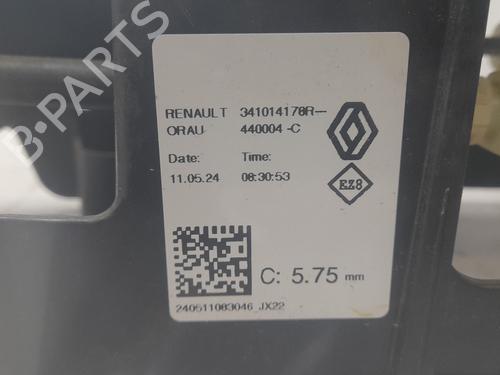 RENAULT 341014178R--
ORAU 440004 -C
Date: Time:
11.05.24 08:30:53
EZ8
C: 5.75 mm
240511083046 JX22
B-PARTS